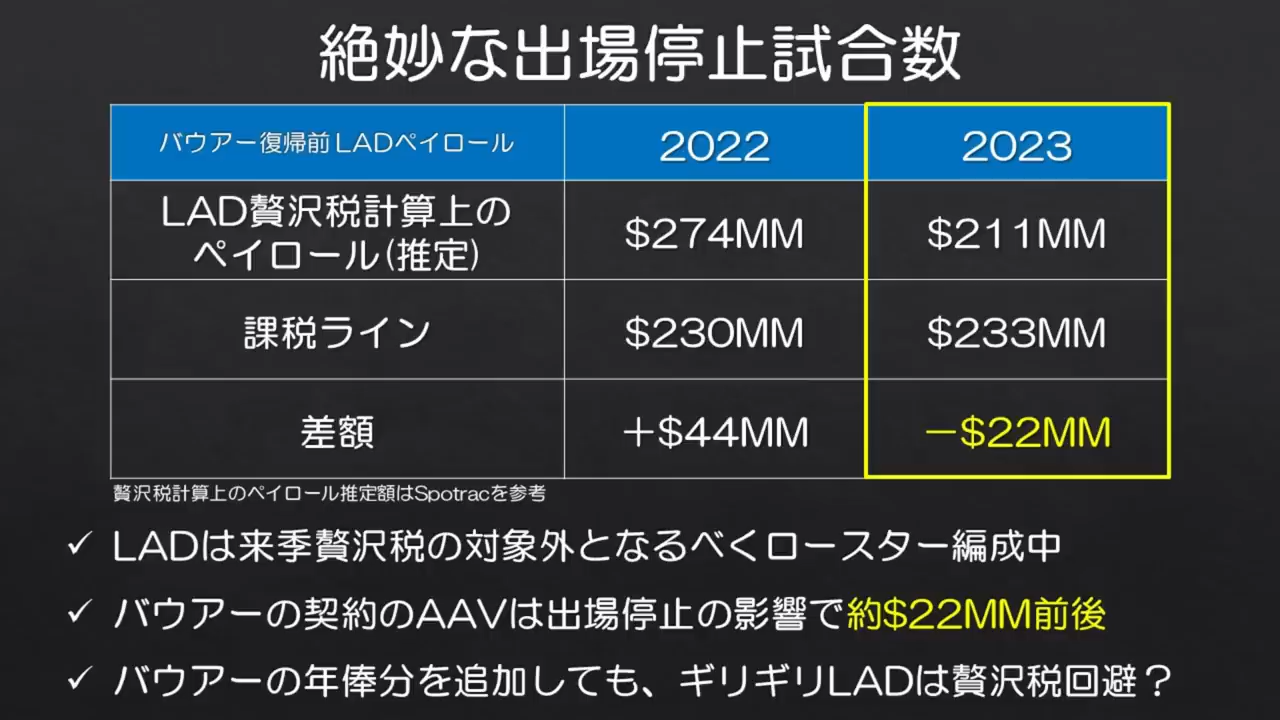 絶妙な出場停止試合数
バウアー復帰前LADペイロール 2022 2023
LAD贅沢税計算上の
ペイロール(推定) $274MM $211MM
課税ライン $230MM $233MM
差額 +$44MM -$22MM
贅沢税計算上のペイロール推定額はSpotracを参考
✓ LADは来季贅沢税の対象外となるべくロースター編成中
✓ バウアーの契約のAAVは出場停止の影響で約$22MM前後
✓ バウアーの年俸分を追加しても、ギリギリLADは贅沢税回避？